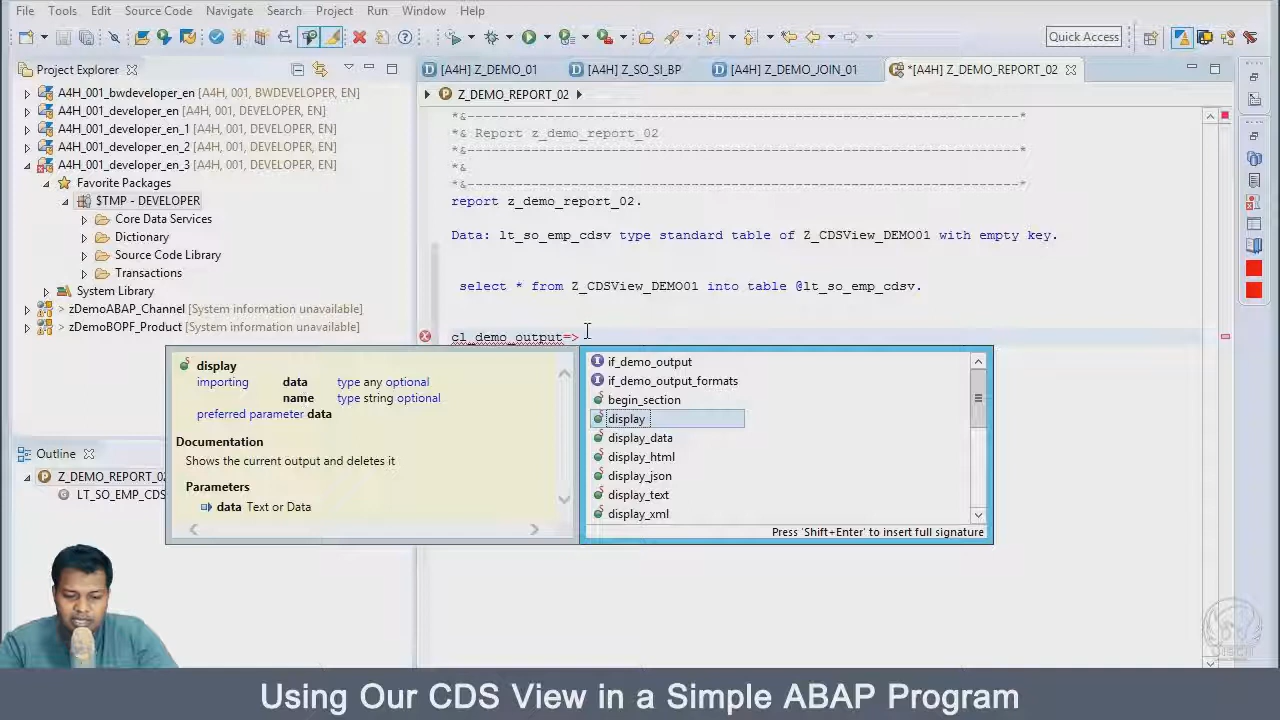 File Edit Source Code Navigate Search Project Run Window Help
Quick Access
Project Explorer
[A4H] Z_DEMO_01 [A4H] Z_SO_SI_BP [A4H] Z_DEMO_JOIN_01 *[A4H] Z_DEMO_REPORT_02
A4H_001_bwdeveloper_en [A4H, 001, BWDEVELOPER, EN]
A4H_001_developer_en [A4H, 001, DEVELOPER, EN]
A4H_001_developer_en_1 [A4H, 001, DEVELOPER, EN]
A4H_001_developer_en_2 [A4H, 001, DEVELOPER, EN]
A4H_001_developer_en_3 [A4H, 001, DEVELOPER, EN]
Favorite Packages
$TMP - DEVELOPER
Core Data Services
Dictionary
Source Code Library
Transactions
System Library
> zDemoABAP_Channel [System information unavailable]
> zDemoBOPF_Product [System information unavailable]
Outline
Z_DEMO_REPORT_02
LT_SO_EMP_CDS
Z_DEMO_REPORT_02
*&---------------------------------------------------------------------*
*& Report z_demo_report_02
*&---------------------------------------------------------------------*
*&
*&---------------------------------------------------------------------*
report z_demo_report_02.
Data: lt_so_emp_cdsv type standard table of Z_CDSView_DEMO01 with empty key.
select * from Z_CDSView_DEMO01 into table @lt_so_emp_cdsv.
cl_demo_output=>
display
importing data type any optional
name type string optional
preferred parameter data
Documentation
Shows the current output and deletes it
Parameters
data Text or Data
if_demo_output
if_demo_output_formats
begin_section
display
display_data
display_html
display_json
display_text
display_xml
Press 'Shift+Enter' to insert full signature
Using Our CDS View in a Simple ABAP Program